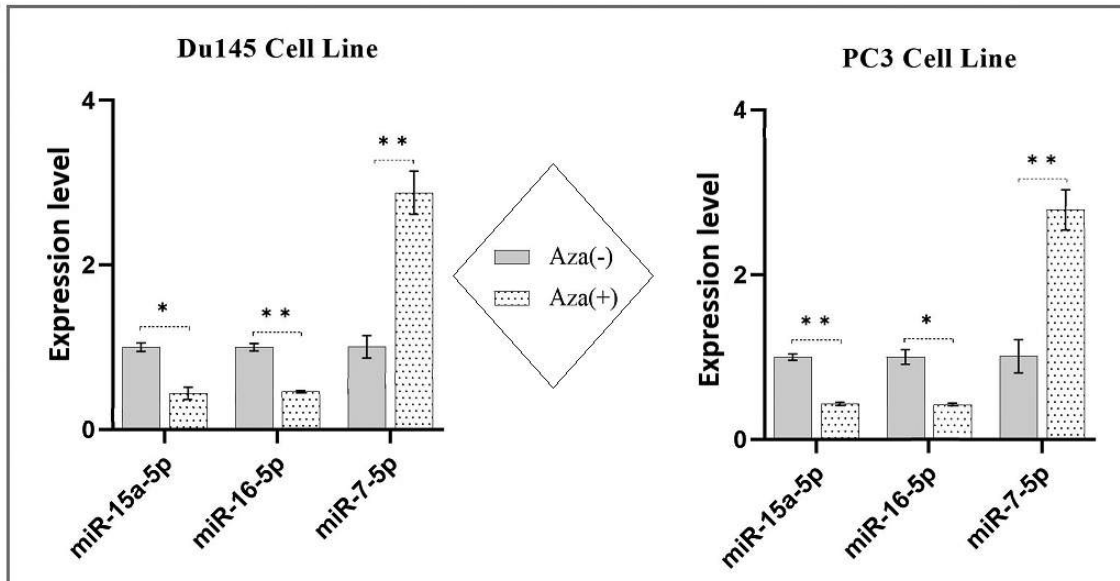 Du145 Cell Line
Expression level
4
2
0
*
**
**
miR-15a-5p
miR-16-5p
miR-7-5p
Aza(-)
Aza(+)
PC3 Cell Line
Expression level
4
2
0
**
*
**
miR-15a-5p
miR-16-5p
miR-7-5p